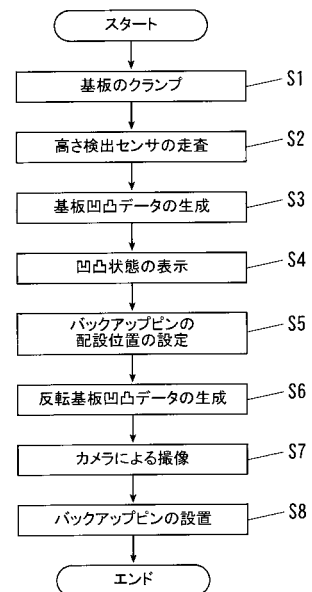 スタート
基板のクランプ
S1
高さ検出センサの走査
S2
基板凹凸データの生成
S3
凹凸状態の表示
S4
バックアップピンの
配設位置の設定
S5
反転基板凹凸データの生成
S6
カメラによる撮像
S7
バックアップピンの設置
S8
エンド